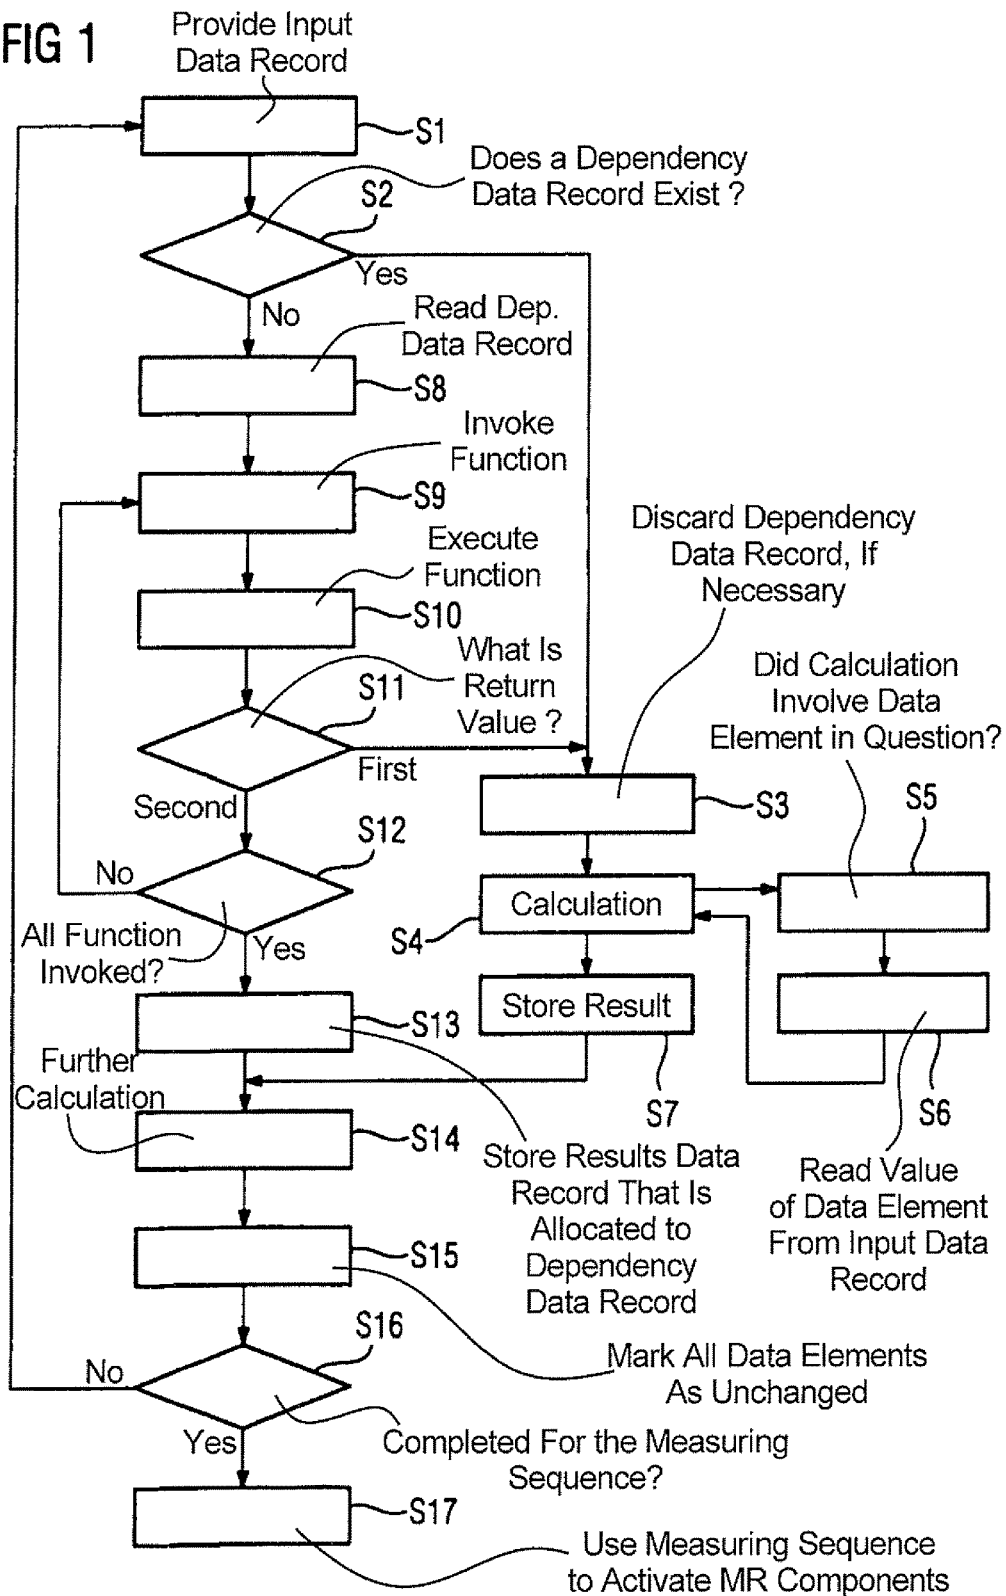 FIG 1
Provide Input
Data Record
S1
Does a Dependency
Data Record Exist ?
S2
Yes
No
Read Dep.
Data Record
S8
Invoke
Function
S9
Discard Dependency
Data Record, If
Necessary
Execute
Function
S10
What Is
Return
Value ?
S11
First
Second
Did Calculation
Involve Data
Element in Question?
S3
S5
S12
No
Calculation
S4
All Function
Invoked?
Yes
Store Result
S13
S7
S6
Further
Calculation
S14
Store Results Data
Record That Is
Allocated to
Dependency
Data Record
Read Value
of Data Element
From Input Data
Record
S15
S16
Mark All Data Elements
As Unchanged
No
Yes
Completed For the Measuring
Sequence?
S17
Use Measuring Sequence
to Activate MR Components